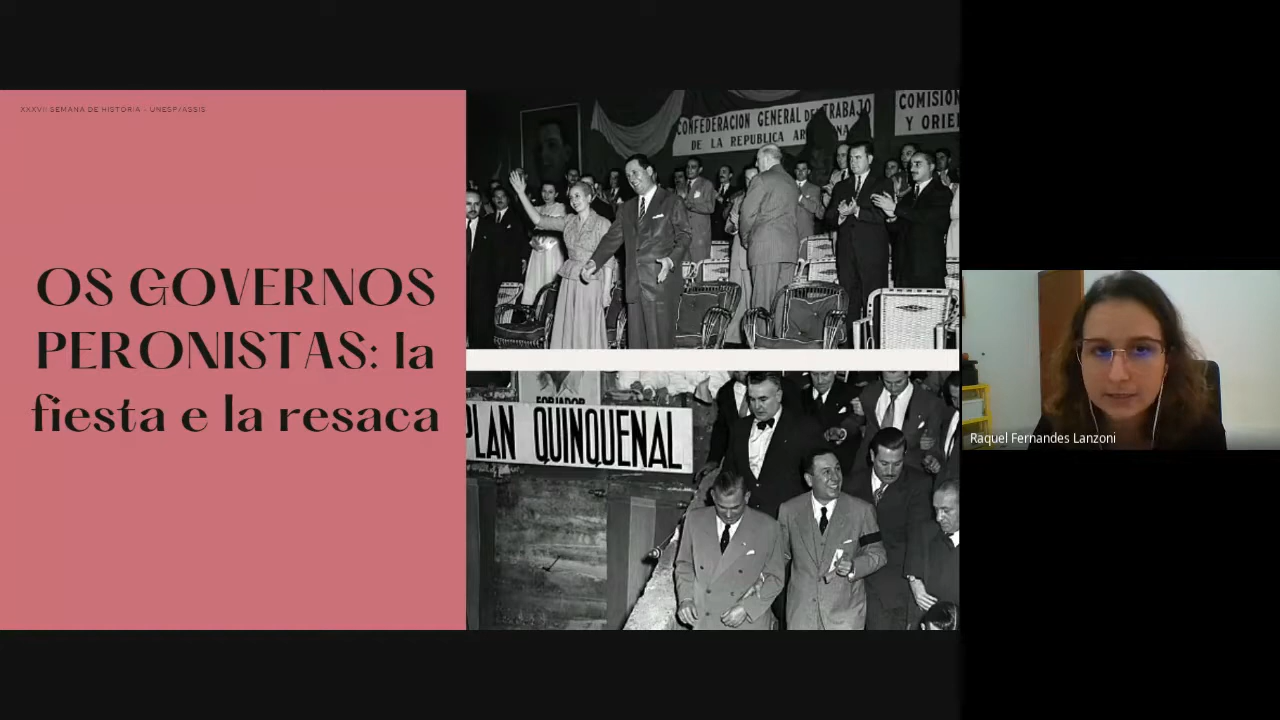 XXXVII SEMANA DE HISTÓRIA - UNESP/ASSIS
OS GOVERNOS
PERONISTAS: la
fiesta e la resaca
CONFEDERACION GENERAL DEL TRABAJO
DE LA REPUBLICA
COMISION
Y ORIE
FORJADOR
PLAN QUINQUENAL
Raquel Fernandes Lanzoni